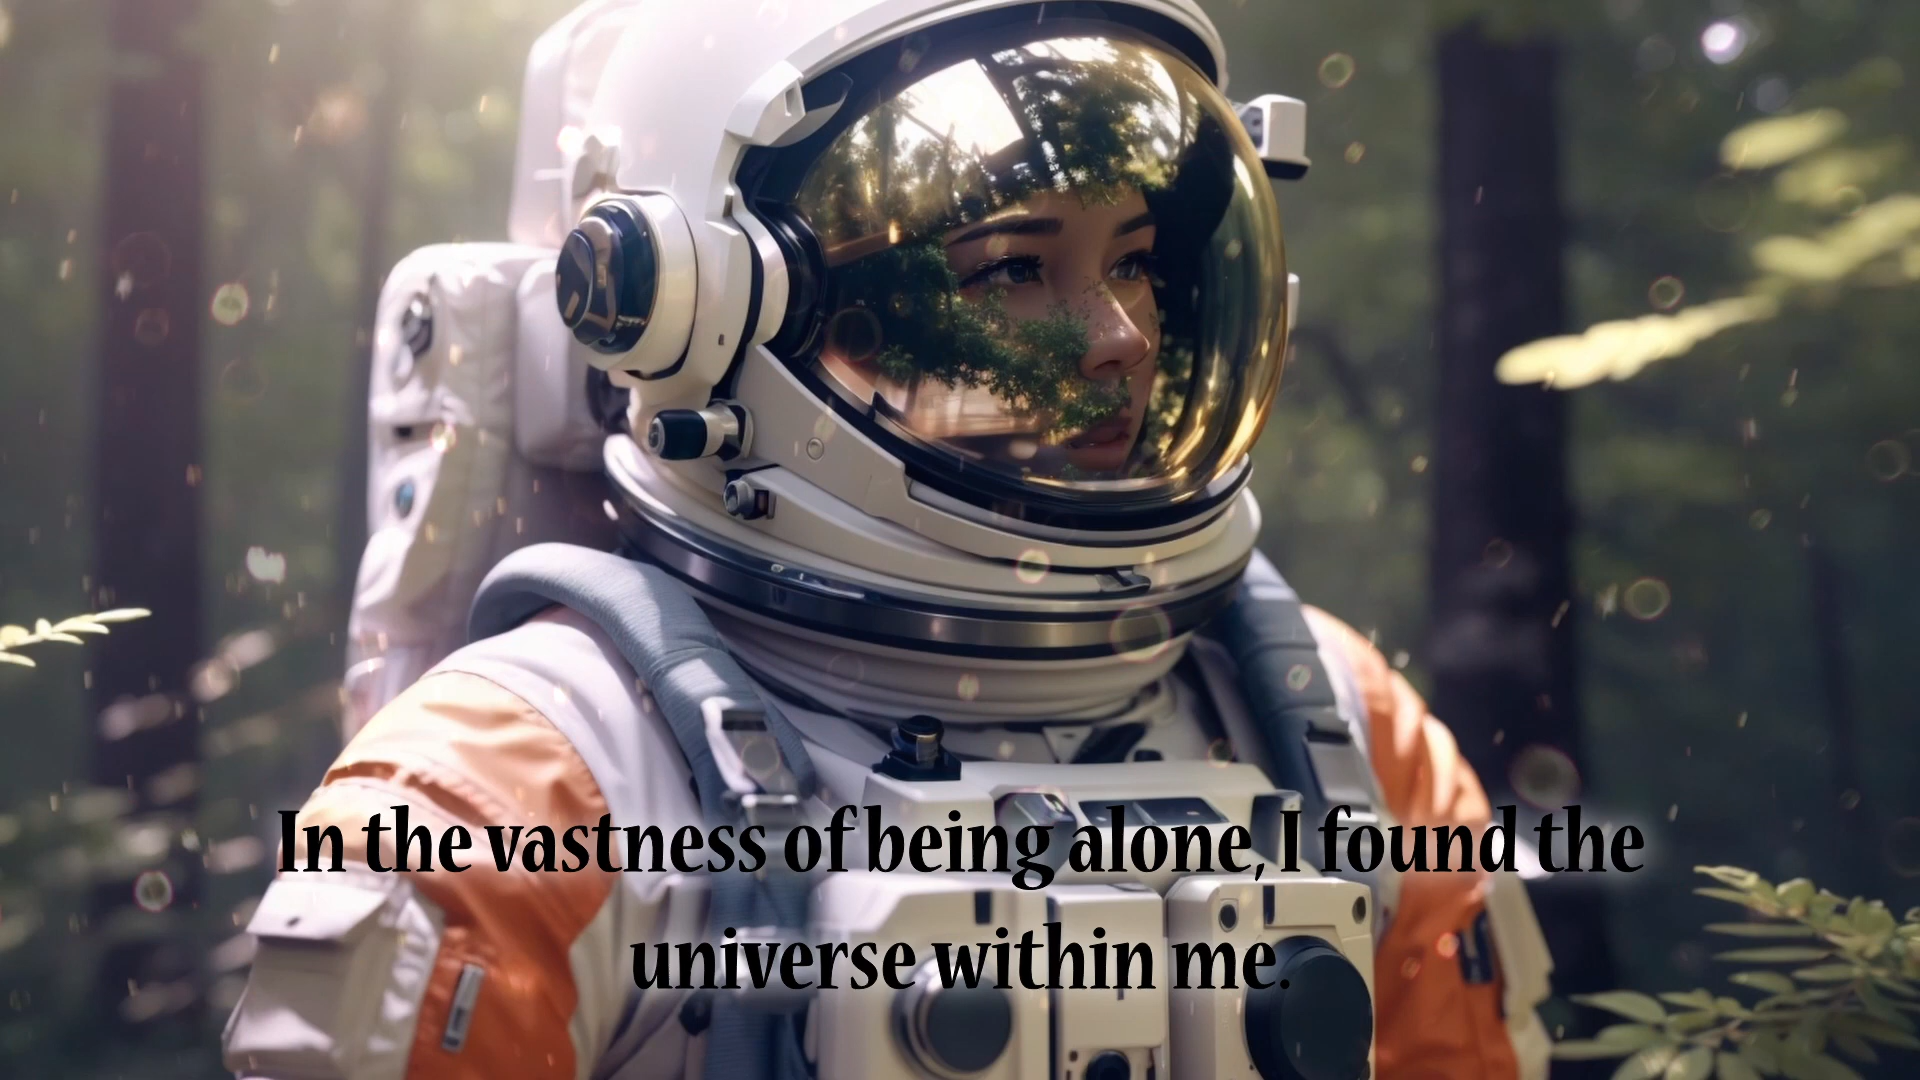 In the vastness of being alone, I found the
universe within me.